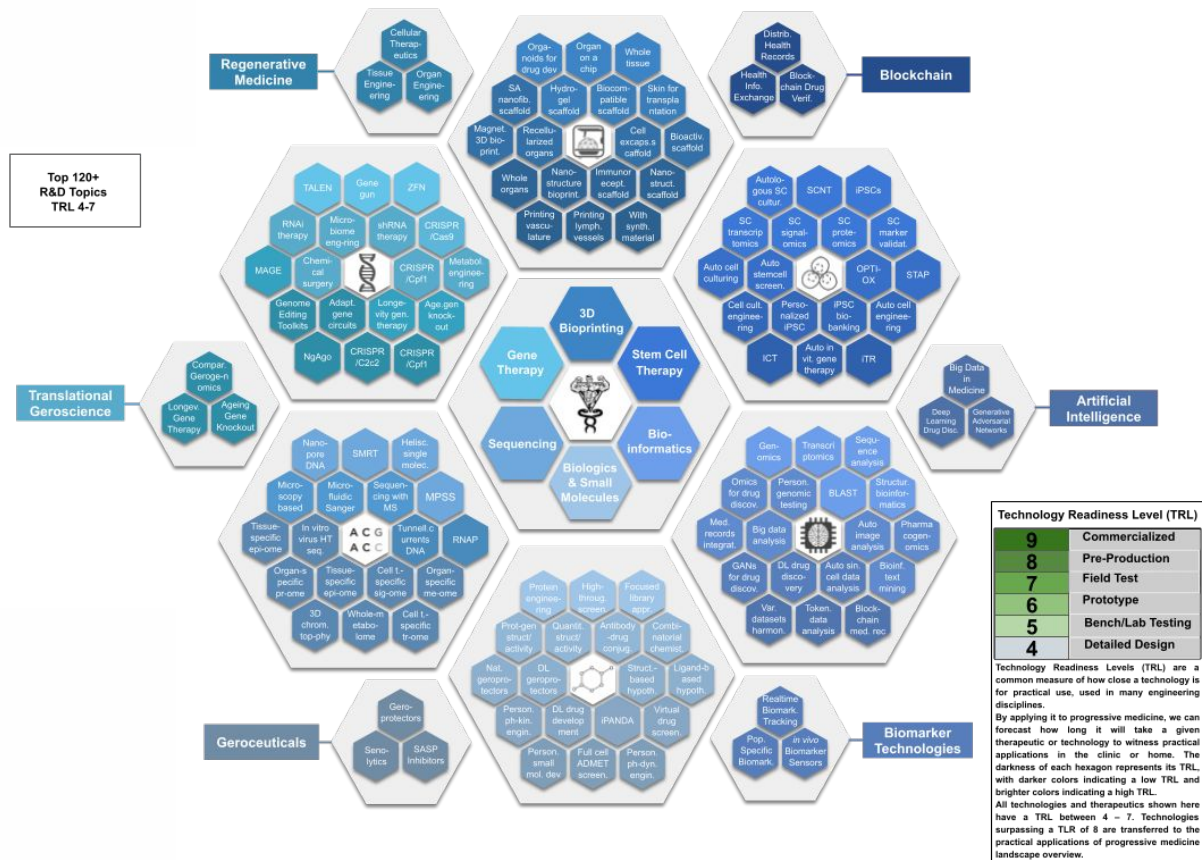 Regenerative
Medicine
Cellular
Therap-
eutics
Tissue
Engine-
ering
Organ
Engine-
ering
Top 120+
R&D Topics
TRL 4-7
Orga-
noids for
drug dev
Organ
on a
chip
Whole
tissue
SA
nanofib.
scaffold
Hydro-
gel
scaffold
Biocom-
patible
scaffold
Skin for
transpla
ntation
Magnet.
3D bio-
print.
Recellu-
larized
organs
Cell
excaps.s
caffold
Bioactiv.
scaffold
Whole
organs
Nano-
structure
bioprint.
Immunor
ecept.
scaffold
Nano-
struct.
scaffold
Printing
vascu-
lature
Printing
lymph.
vessels
With
synth.
material
Distrib.
Health
Records
Health
Info.
Exchange
Block-
chain Drug
Verif.
Blockchain
TALEN
Gene
gun
ZFN
RNAi
therapy
Micro-
biome
eng-ring
shRNA
therapy
CRISPR
/Cas9
MAGE
Chemi-
cal
surgery
CRISPR
/Cpf1
Metabol.
enginee-
ring
Genome
Editing
Toolkits
Adapt.
gene
circuits
Longe-
vity gen.
therapy
Age.gen
knock-
out
NgAgo
CRISPR
/C2c2
CRISPR
/Cpf1
Autolo-
gous SC
cultur.
SCNT
iPSCs
SC
transcrip
tomics
SC
signal-
omics
SC
prote-
omics
SC
marker
validat.
Auto cell
culturing
Auto
stemcell
screen.
OPTI-
OX
STAP
Cell cult.
enginee-
ring
Perso-
nalized
iPSC
iPSC
bio-
banking
Auto cell
enginee-
ring
ICT
Auto in
vit. gene
therapy
iTR
3D
Bioprinting
Gene
Therapy
Stem Cell
Therapy
Sequencing
Bio-
informatics
Biologics
& Small
Molecules
Translational
Geroscience
Compar.
Geroge-n
omics
Longev.
Gene
Therapy
Ageing
Gene
Knockout
Big Data
in
Medicine
Deep
Learning
Drug Disc.
Generative
Adversarial
Networks
Artificial
Intelligence
Nano-
pore
DNA
SMRT
Helisc.
single
molec.
Micros-
copy
based
Micro-
fluidic
Sanger
Sequen-
cing with
MS
MPSS
Tissue-
specific
epi-ome
In vitro
virus HT
seq.
A C G
A C C
Tunnell.c
urrents
DNA
RNAP
Organ-s
pecific
pr-ome
Tissue-
specific
epi-ome
Cell t.-
specific
sig-ome
Organ-
specific
me-ome
3D
chrom.
top-phy
Whole-m
etabo-
lome
Cell t.-
specific
tr-ome
Gen-
omics
Transcri
ptomics
Sequ-
ence
analysis
Omics
for drug
discov.
Person.
genomic
testing
BLAST
Structur.
bioinfor-
matics
Med.
records
integrat.
Big data
analysis
Auto
image
analysis
Pharma
cogen-
omics
GANs
for drug
discov.
DL drug
disco-
very
Auto sin.
cell data
analysis
Bioinf.
text
mining
Var.
datasets
harmon.
Token.
data
analysis
Block-
chain
med. rec
Protein
enginee-
ring
High-
throug.
screen.
Focused
library
appr.
Prot-gen
struct/
activity
Quantit.
struct/
activity
Antibody
-drug
conjug.
Combi-
natorial
chemist.
Nat.
geropro-
tectors
DL
geropro-
tectors
Struct.-
based
hypoth.
Ligand-b
ased
hypoth.
Person.
ph-kin.
engin.
DL drug
develop
ment
iPANDA
Virtual
drug
screen.
Person.
small
mol. dev
Full cell
ADMET
screen.
Person.
ph-dyn.
engin.
Geroceuticals
Gero-
protectors
Seno-
lytics
SASP
Inhibitors
Realtime
Biomark.
Tracking
Pop.
Specific
Biomark.
in vivo
Biomarker
Sensors
Biomarker
Technologies
Technology Readiness Level (TRL)
9 Commercialized
8 Pre-Production
7 Field Test
6 Prototype
5 Bench/Lab Testing
4 Detailed Design
Technology Readiness Levels (TRL) are a
common measure of how close a technology is
for practical use, used in many engineering
disciplines.
By applying it to progressive medicine, we can
forecast how long it will take a given
therapeutic or technology to witness practical
applications in the clinic or home. The
darkness of each hexagon represents its TRL,
with darker colors indicating a low TRL and
brighter colors indicating a high TRL.
All technologies and therapeutics shown here
have a TRL between 4 – 7. Technologies
surpassing a TLR of 8 are transferred to the
practical applications of progressive medicine
landscape overview.